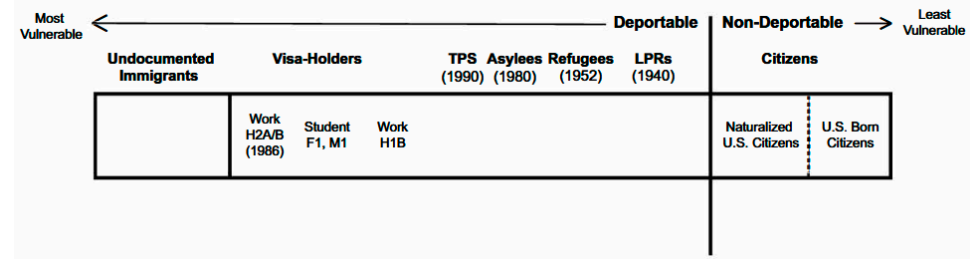 Most Vulnerable
Deportable
Non-Deportable
Least Vulnerable
Undocumented Immigrants
Visa-Holders
TPS (1990)
Asylees (1980)
Refugees (1952)
LPRs (1940)
Citizens
Work H2A/B (1986)
Student F1, M1
Work H1B
Naturalized U.S. Citizens
U.S. Born Citizens